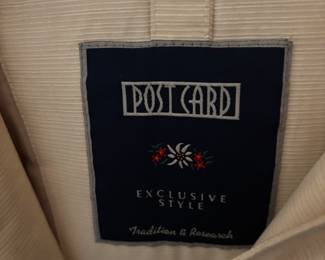 POST CARD
EXCLUSIVE
STYLE
Tradition & Research